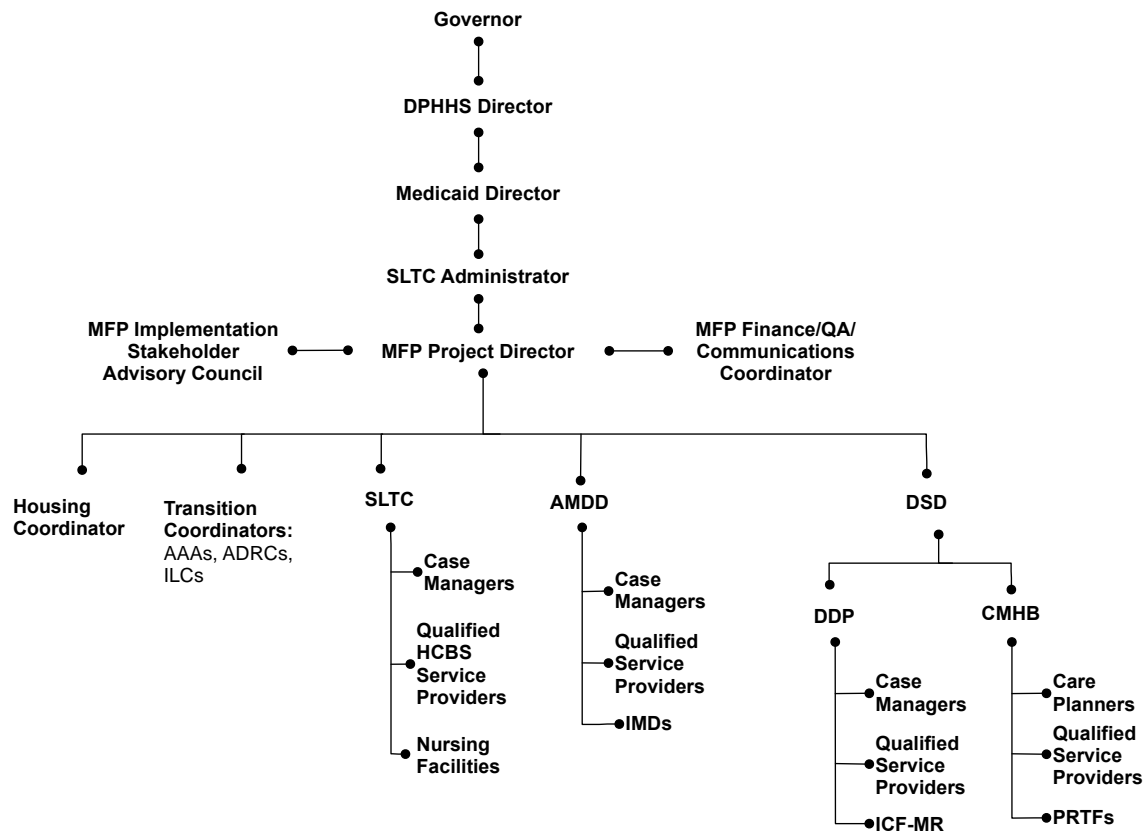 Governor
DPHHS Director
Medicaid Director
SLTC Administrator
MFP Implementation
Stakeholder
Advisory Council
MFP Project Director
MFP Finance/QA/
Communications
Coordinator
Housing
Coordinator
Transition
Coordinators:
AAAs, ADRCs,
ILCs
SLTC
Case
Managers
Qualified
HCBS
Service
Providers
Nursing
Facilities
AMDD
Case
Managers
Qualified
Service
Providers
IMDs
DSD
DDP
Case
Managers
Qualified
Service
Providers
ICF-MR
CMHB
Care
Planners
Qualified
Service
Providers
PRTFs